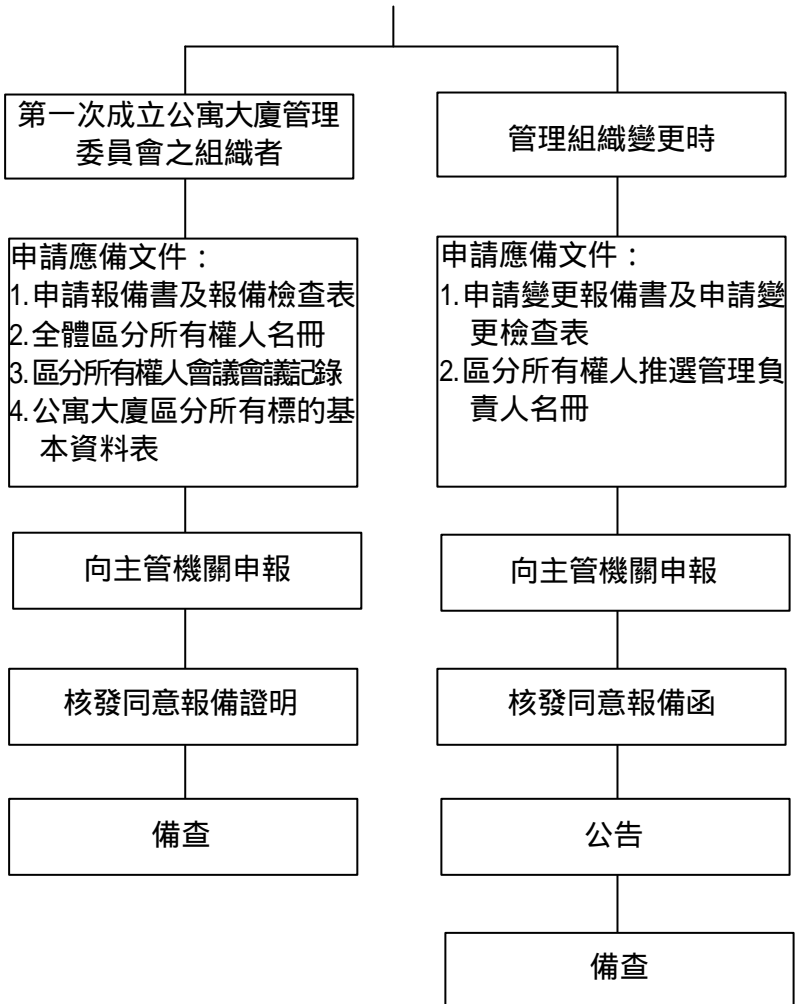 第一次成立公寓大廈管理
委員會之組織者
申請應備文件：
1.申請報備書及報備檢查表
2.全體區分所有權人名冊
3.區分所有權人會議會議記錄
4.公寓大廈區分所有標的基
本資料表
向主管機關申報
核發同意報備證明
備查
管理組織變更時
申請應備文件：
1.申請變更報備書及申請變
更檢查表
2.區分所有權人推選管理負
責人名冊
向主管機關申報
核發同意報備函
公告
備查